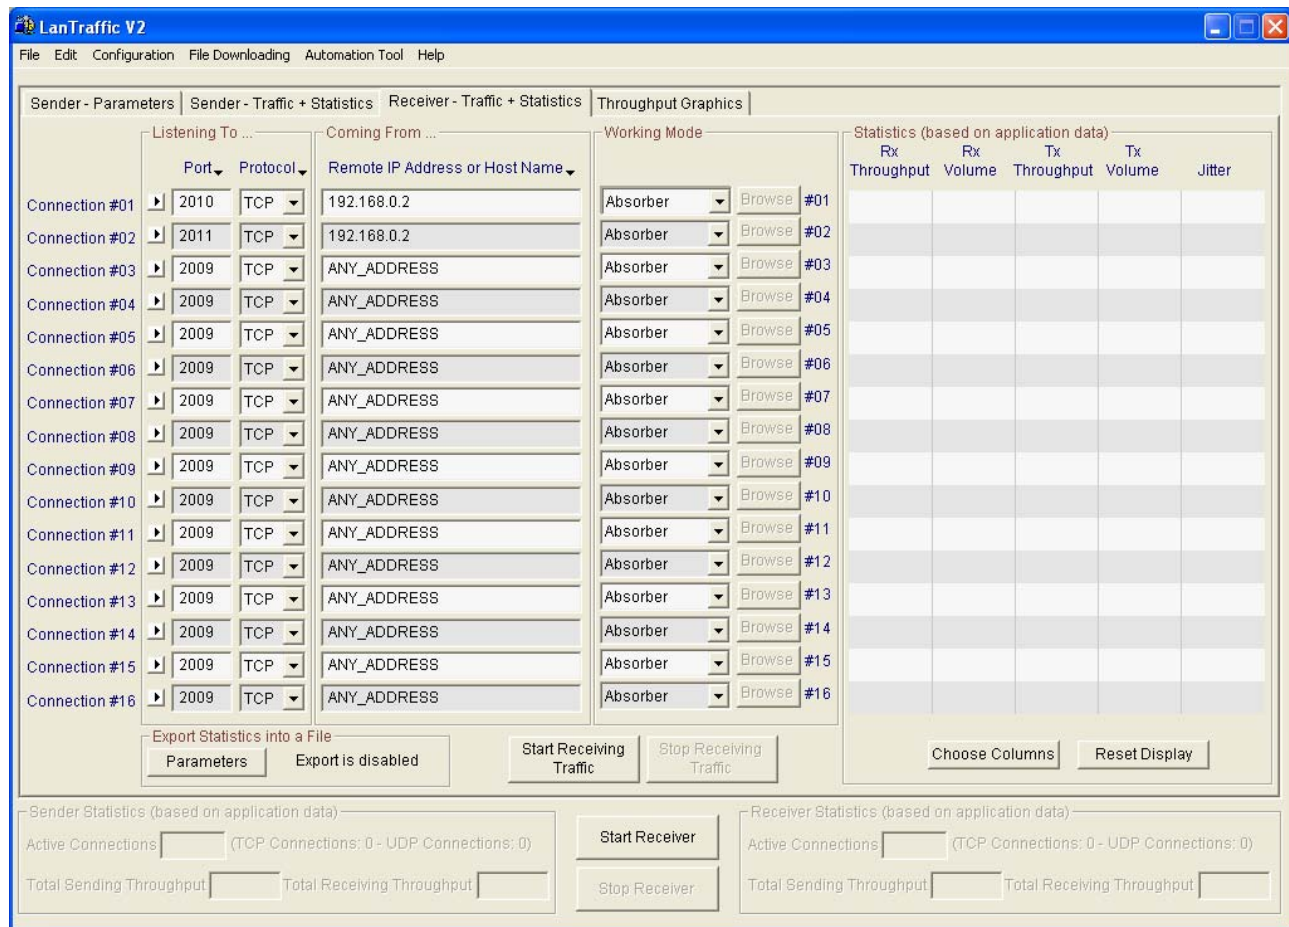 LanTraffic V2
File Edit Configuration File Downloading Automation Tool Help
Sender - Parameters Sender - Traffic + Statistics Receiver - Traffic + Statistics Throughput Graphics
Listening To ... Coming From ... Working Mode Statistics (based on application data)
Port Protocol Remote IP Address or Host Name Rx Throughput Rx Volume Tx Throughput Tx Volume Jitter
Connection #01 2010 TCP 192.168.0.2 Absorber Browse #01
Connection #02 2011 TCP 192.168.0.2 Absorber Browse #02
Connection #03 2009 TCP ANY_ADDRESS Absorber Browse #03
Connection #04 2009 TCP ANY_ADDRESS Absorber Browse #04
Connection #05 2009 TCP ANY_ADDRESS Absorber Browse #05
Connection #06 2009 TCP ANY_ADDRESS Absorber Browse #06
Connection #07 2009 TCP ANY_ADDRESS Absorber Browse #07
Connection #08 2009 TCP ANY_ADDRESS Absorber Browse #08
Connection #09 2009 TCP ANY_ADDRESS Absorber Browse #09
Connection #10 2009 TCP ANY_ADDRESS Absorber Browse #10
Connection #11 2009 TCP ANY_ADDRESS Absorber Browse #11
Connection #12 2009 TCP ANY_ADDRESS Absorber Browse #12
Connection #13 2009 TCP ANY_ADDRESS Absorber Browse #13
Connection #14 2009 TCP ANY_ADDRESS Absorber Browse #14
Connection #15 2009 TCP ANY_ADDRESS Absorber Browse #15
Connection #16 2009 TCP ANY_ADDRESS Absorber Browse #16
Export Statistics into a File
Parameters Export is disabled
Start Receiving
Traffic
Stop Receiving
Traffic
Choose Columns Reset Display
Sender Statistics (based on application data)
Active Connections (TCP Connections: 0 - UDP Connections: 0)
Total Sending Throughput Total Receiving Throughput
Start Receiver
Stop Receiver
Receiver Statistics (based on application data)
Active Connections (TCP Connections: 0 - UDP Connections: 0)
Total Sending Throughput Total Receiving Throughput